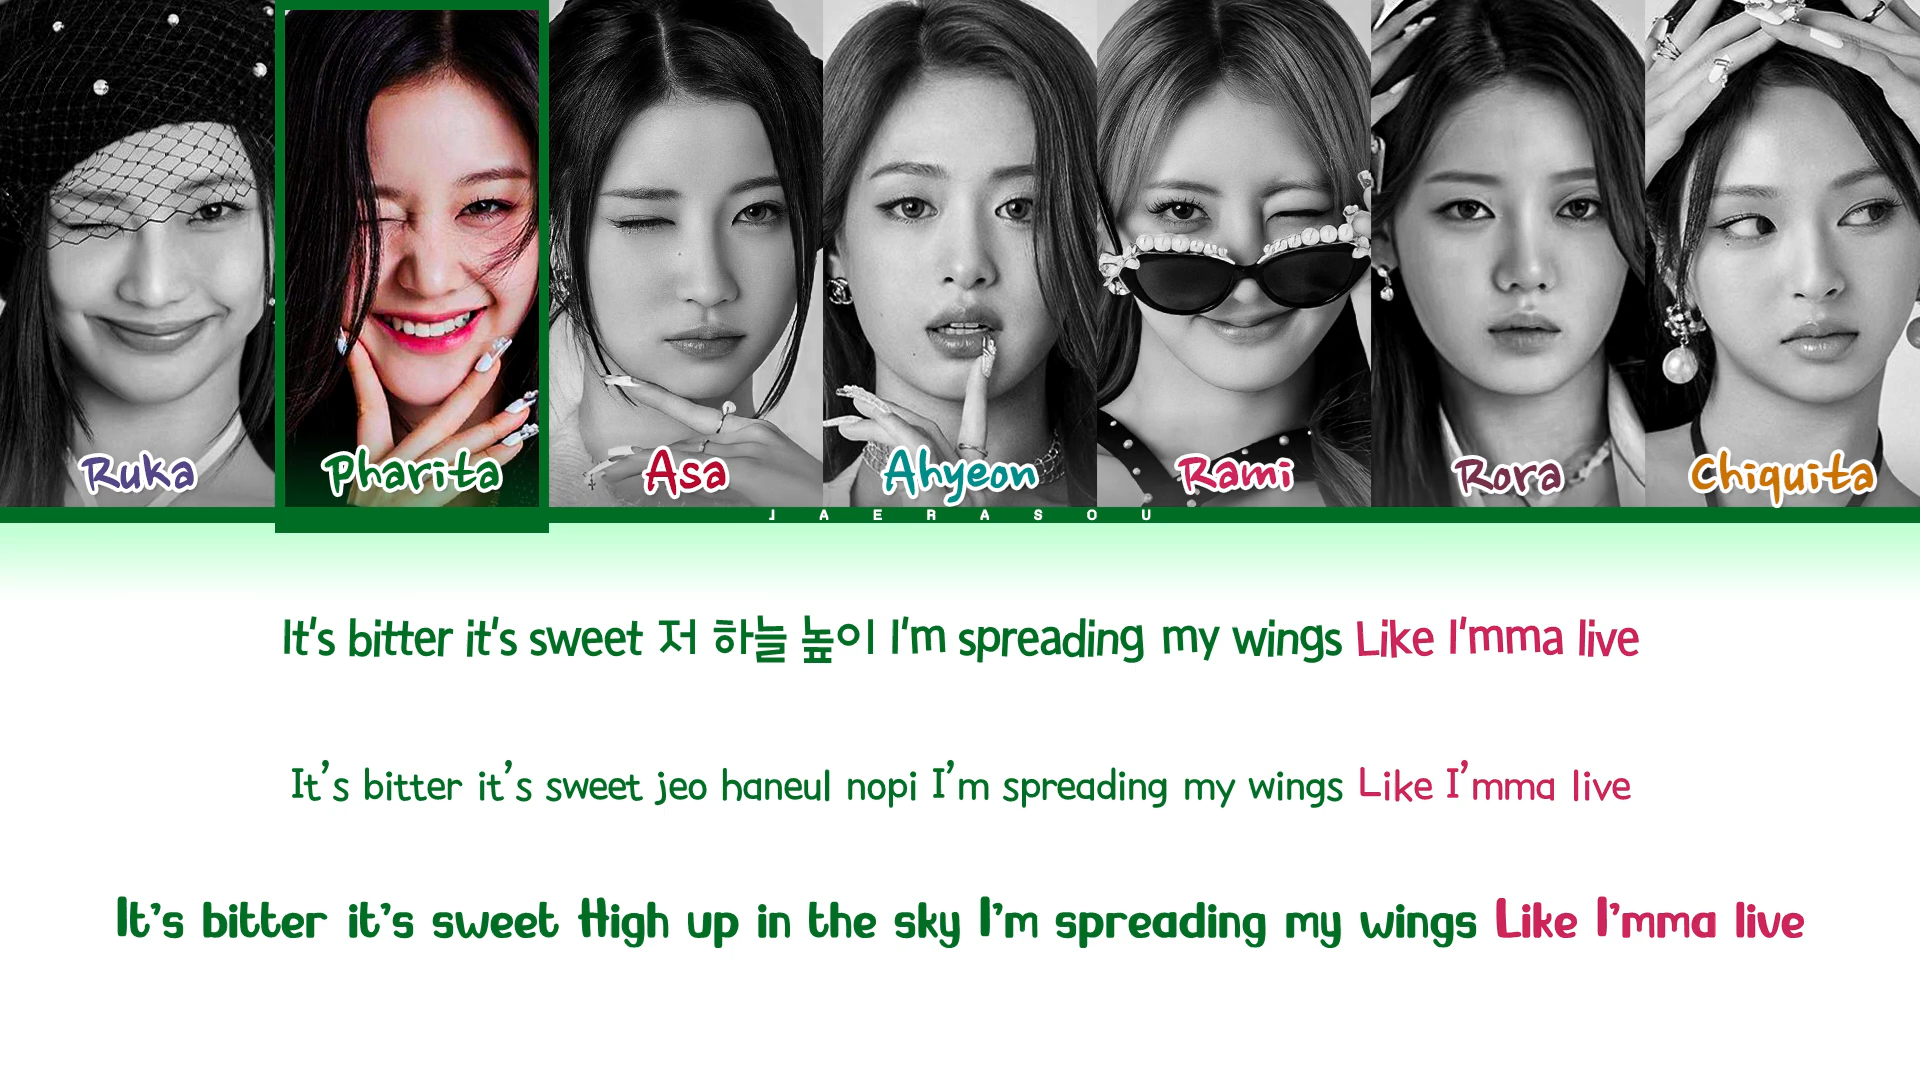 Ruka Pharita Asa Ahyeon Rami Rora Chiquita
JAERASOU
It's bitter it's sweet 저 하늘 높이 I'm spreading my wings Like I'mma live
It's bitter it's sweet jeo haneul nopi I'm spreading my wings Like I'mma live
It's bitter it's sweet High up in the sky I'm spreading my wings Like I'mma live